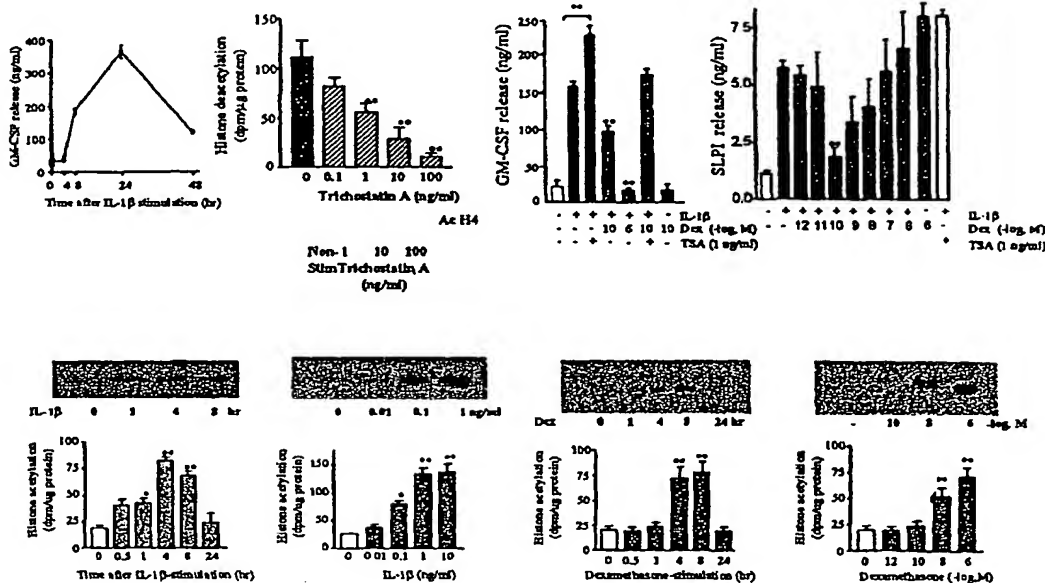 GM-CSF release (ng/ml)
400
300
200
100
0
0 4 8 24 48
Time after IL-1β stimulation (hr)
Histone deacetylation
(dpm/µg protein)
150
100
50
0
** ** **
0 0.1 1 10 100
Trichostatin A (ng/ml)
Ac H4
Non- 1 10 100
Stim Trichostatin A
(ng/ml)
GM-CSF release (ng/ml)
250
200
150
100
50
0
**
** **
- + + + + + - IL-1β
- - - 10 6 10 10 Dex (-log, M)
+ + TSA (1 ng/ml)
SLPI release (ng/ml)
7.5
5.0
2.5
0.0
**
- + + + + + + + + - + IL-1β
- - 12 11 10 9 8 7 6 6 - Dex (-log, M)
+ TSA (1 ng/ml)
IL-1β 0 1 4 8 hr
0 0.01 0.1 1 ng/ml
Dex 0 1 4 8 24 hr
- 10 8 6 -log, M
Histone acetylation
(dpm/ug protein)
100
75
50
25
0
* ** **
0 0.5 1 4 8 24
Time after IL-1β-stimulation (hr)
Histone acetylation
(dpm/ug protein)
150
100
50
0
* ** **
0 0.01 0.1 1 10
IL-1β (ng/ml)
Histone acetylation
(dpm/ug protein)
100
75
50
25
0
** **
0 0.5 1 4 8 24
Dexamethasone-stimulation (hr)
Histone acetylation
(dpm/ug protein)
100
75
50
25
0
** **
0 12 10 8 6
Dexamethasone (-log,M)